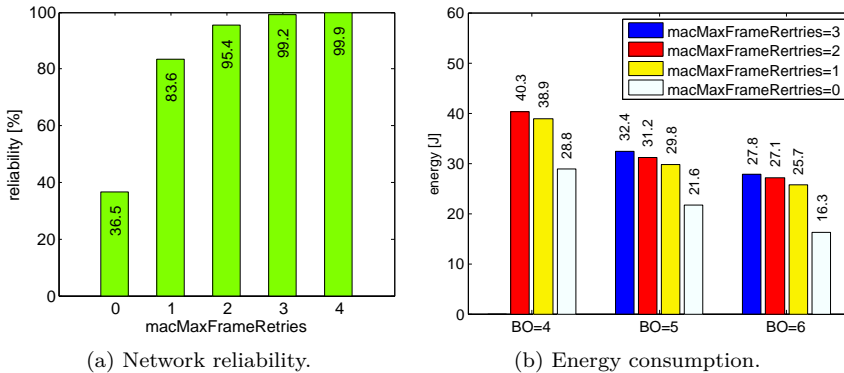 100
80
60
40
20
0
reliability [%]
36.5
83.6
95.4
99.2
99.9
0 1 2 3 4
macMaxFrameRetries
(a) Network reliability.
60
50
40
30
20
10
0
energy [J]
macMaxFrameRertries=3
macMaxFrameRertries=2
macMaxFrameRertries=1
macMaxFrameRertries=0
40.3
38.9
28.8
32.4
31.2
29.8
21.6
27.8
27.1
25.7
16.3
BO=4 BO=5 BO=6
(b) Energy consumption.